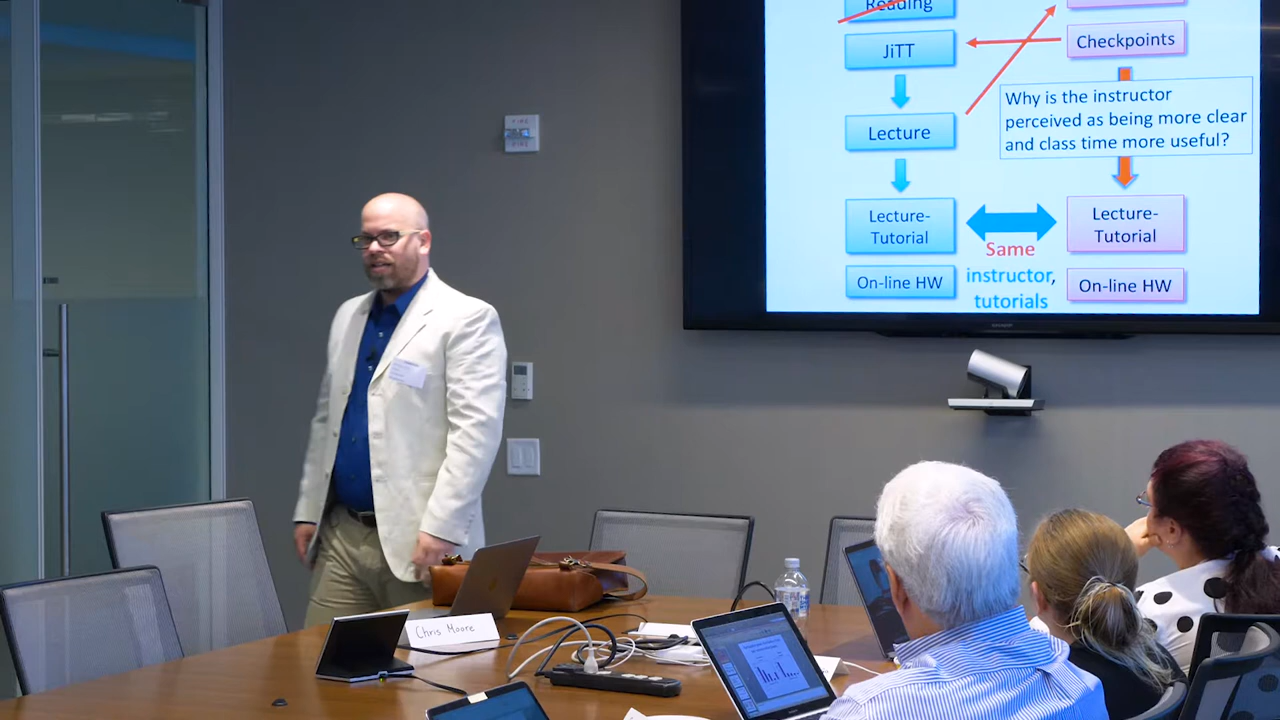 Reading
JiTT
Checkpoints
Why is the instructor
perceived as being more clear
and class time more useful?
Lecture
Lecture-
Tutorial
Same
instructor,
tutorials
Lecture-
Tutorial
On-line HW
On-line HW
Chris Moore